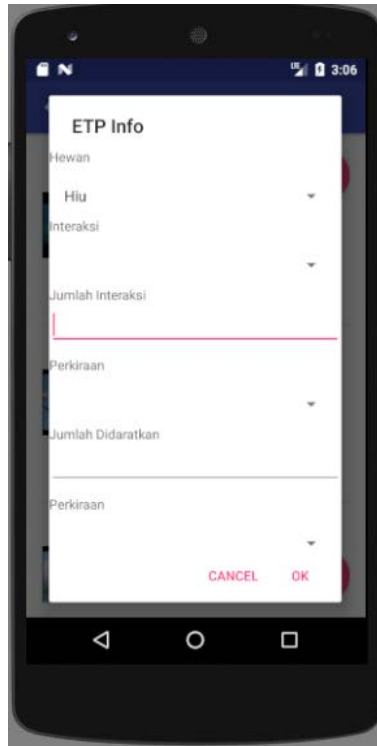 3:06
ETP Info
Hewan
Hiu
Interaksi
Jumlah Interaksi
Perkiraan
Jumlah Didaratkan
Perkiraan
CANCEL OK